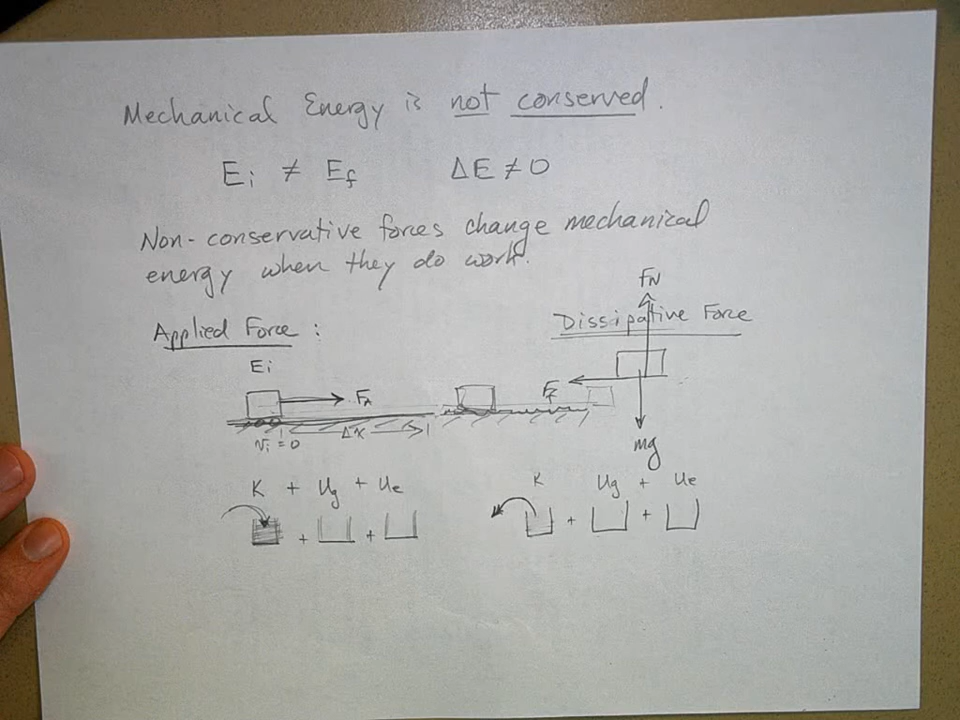 Mechanical Energy is not conserved.
Ei ≠ Ef ΔE ≠ 0
Non-conservative forces change mechanical
energy when they do work.
FN
Applied Force :
Dissipative Force
Ei
FA
Ff
vi = 0
Δx
mg
K + Ug + Ue
K Ug + Ue
+ +
+ +